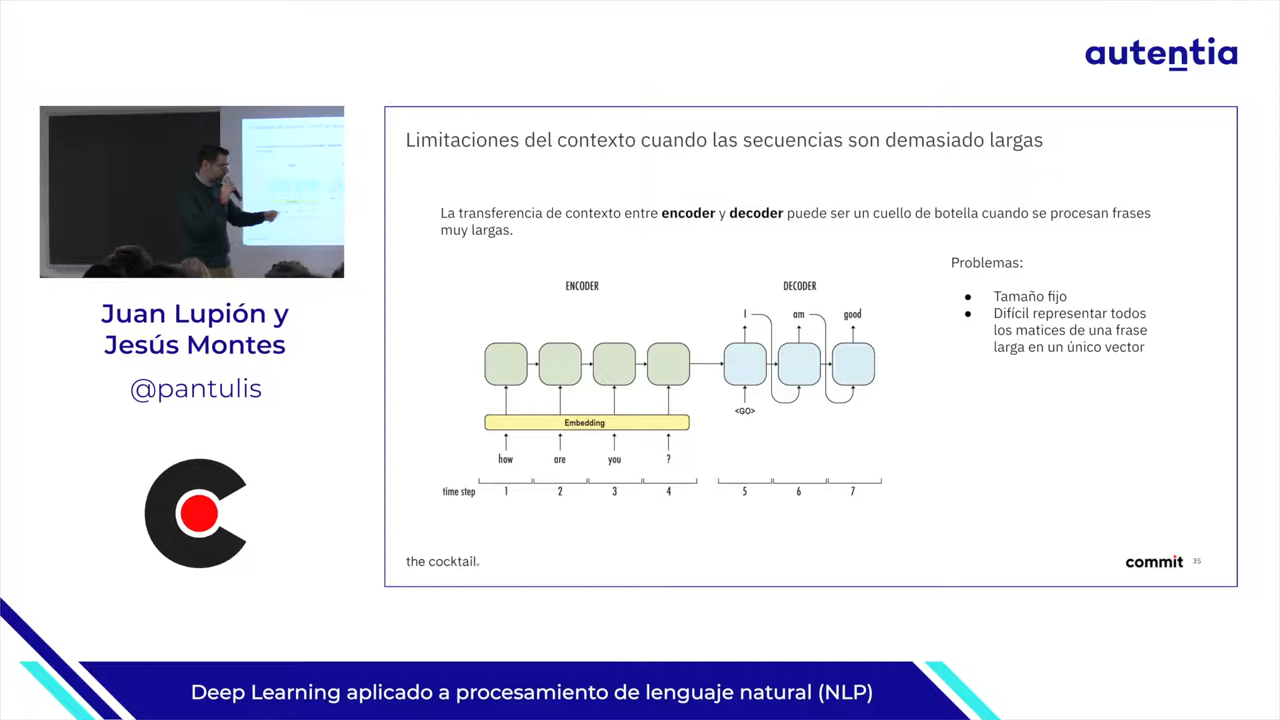 autentia
Juan Lupión y
Jesús Montes
@pantulis
Limitaciones del contexto cuando las secuencias son demasiado largas
La transferencia de contexto entre encoder y decoder puede ser un cuello de botella cuando se procesan frases
muy largas.
Problemas:
● Tamaño fijo
● Difícil representar todos
los matices de una frase
larga en un único vector
ENCODER DECODER
I am good
<GO>
Embedding
how are you ?
time step 1 2 3 4 5 6 7
the cocktail. commit 35
Deep Learning aplicado a procesamiento de lenguaje natural (NLP)